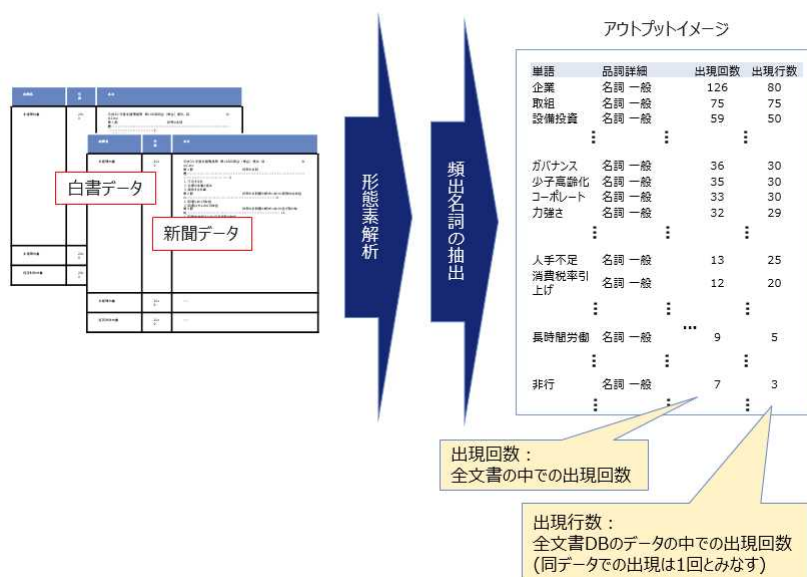 アウトプットイメージ
白書データ
新聞データ
形態素解析
頻出名詞の抽出
単語 品詞詳細 出現回数 出現行数
企業 名詞 一般 126 80
取組 名詞 一般 75 75
設備投資 名詞 一般 59 50
ガバナンス 名詞 一般 36 30
少子高齢化 名詞 一般 35 30
コーポレート 名詞 一般 33 30
力強さ 名詞 一般 32 29
人手不足 名詞 一般 13 25
消費税率引
上げ 名詞 一般 12 20
…
長時間労働 名詞 一般 9 5
非行 名詞 一般 7 3
出現回数：
全文書の中での出現回数
出現行数：
全文書DBのデータの中での出現回数
(同データでの出現は1回とみなす)